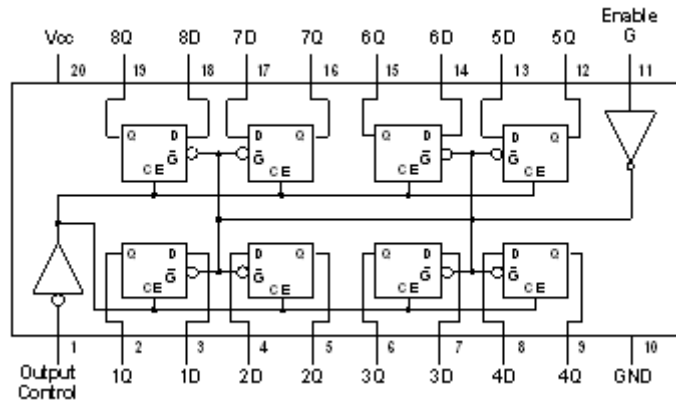 Enable
Vcc 8Q 8D 7D 7Q 6Q 6D 5D 5Q G
20 19 18 17 16 15 14 13 12 11
Q D D Q Q D D Q
G̅ G̅ G̅ G̅
CE CE CE CE
Q D D Q Q D D Q
G̅ G̅ G̅ G̅
CE CE CE CE
1 2 3 4 5 6 7 8 9 10
Output 1Q 1D 2D 2Q 3Q 3D 4D 4Q GND
Control